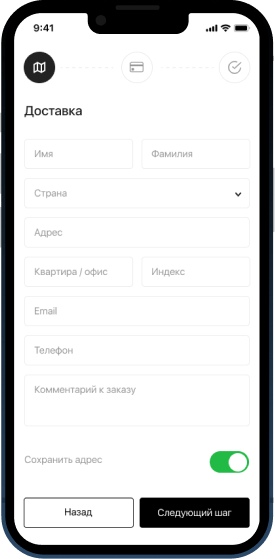 9:41
Доставка
Имя Фамилия
Страна
Адрес
Квартира / офис Индекс
Email
Телефон
Комментарий к заказу
Сохранить адрес
Назад Следующий шаг